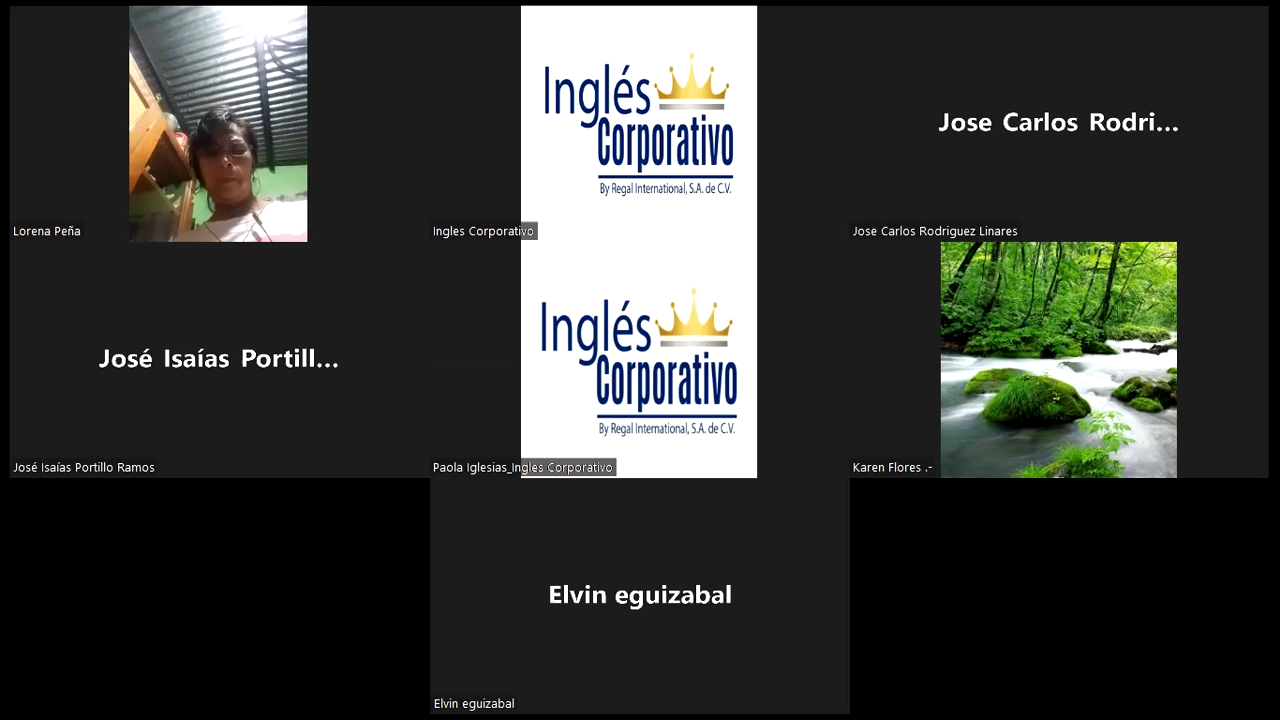 Inglés
Corporativo
By Regal International, S.A. de C.V.
Jose Carlos Rodri...
Lorena Peña
Ingles Corporativo
Jose Carlos Rodriguez Linares
José Isaías Portill...
Inglés
Corporativo
By Regal International, S.A. de C.V.
José Isaías Portillo Ramos
Paola Iglesias_Ingles Corporativo
Karen Flores .-
Elvin eguizabal
Elvin eguizabal